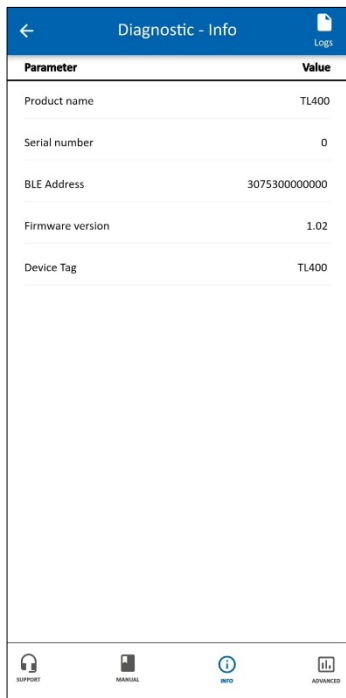 Diagnostic - Info
Logs
Parameter Value
Product name TL400
Serial number 0
BLE Address 3075300000000
Firmware version 1.02
Device Tag TL400
SUPPORT MANUAL INFO ADVANCED